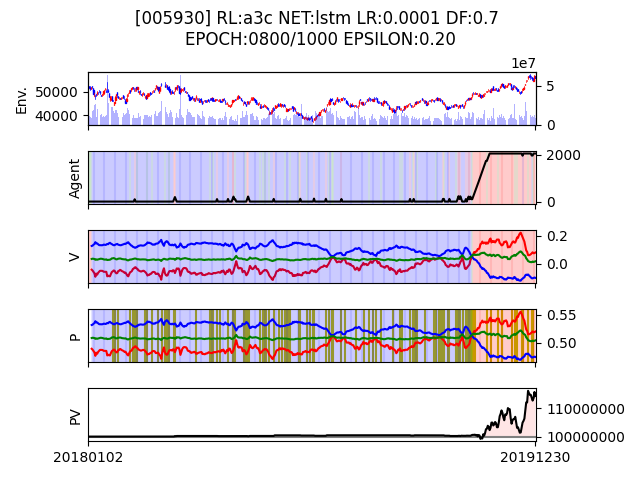 [005930] RL:a3c NET:lstm LR:0.0001 DF:0.7
EPOCH:0800/1000 EPSILON:0.20
1e7
Env.
50000
40000
5
0
Agent
2000
0
V
0.2
0.0
P
0.55
0.50
PV
110000000
100000000
20180102
20191230